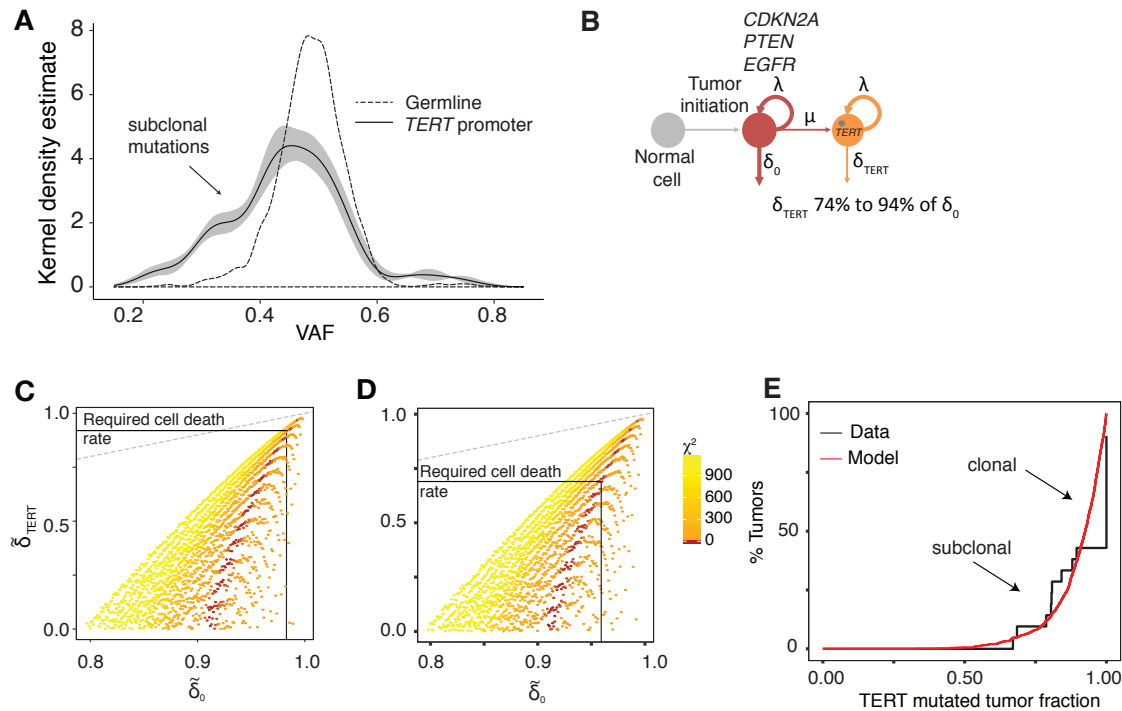 A
8
6
4
2
0
Kernel density estimate
0.2 0.4 0.6 0.8
VAF
subclonal
mutations
Germline
TERT promoter
B
CDKN2A
PTEN
EGFR
Tumor
initiation
λ
λ
μ
TERT
Normal
cell
δ0
δTERT
δTERT 74% to 94% of δ0
C
1.0
0.5
0.0
δ̃TERT
Required cell death
rate
0.8 0.9 1.0
δ̃0
D
1.0
0.5
0.0
Required cell death
rate
0.8 0.9 1.0
δ̃0
χ²
900
600
300
0
E
100
50
0
% Tumors
Data
Model
clonal
subclonal
0.00 0.50 1.00
TERT mutated tumor fraction